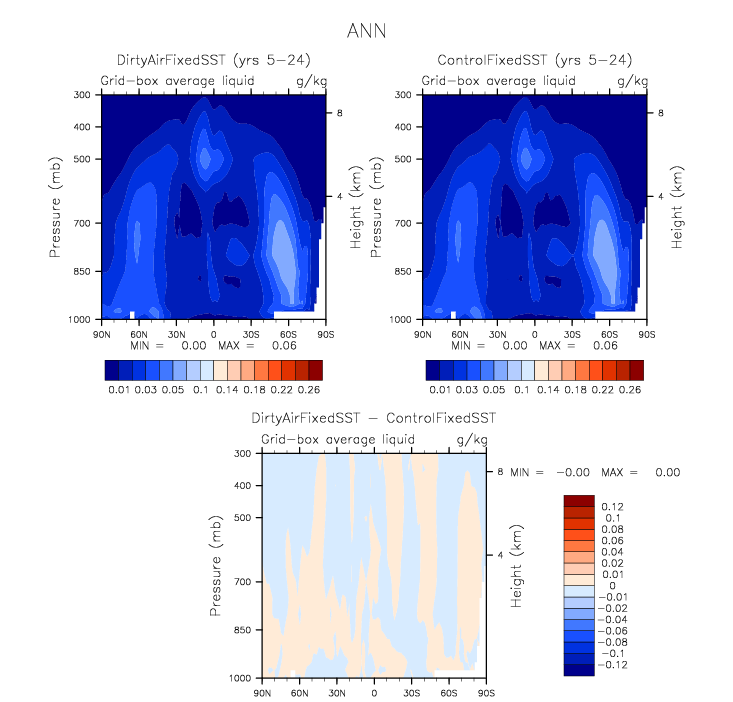 ANN
DirtyAirFixedSST (yrs 5−24)
Grid−box average liquid g/kg
300
400
500
700
850
1000
Pressure (mb)
8
4
Height (km)
90N 60N 30N 0 30S 60S 90S
MIN = 0.00 MAX = 0.06
0.01 0.03 0.05 0.1 0.14 0.18 0.22 0.26
ControlFixedSST (yrs 5−24)
Grid−box average liquid g/kg
300
400
500
700
850
1000
Pressure (mb)
8
4
Height (km)
90N 60N 30N 0 30S 60S 90S
MIN = 0.00 MAX = 0.06
0.01 0.03 0.05 0.1 0.14 0.18 0.22 0.26
DirtyAirFixedSST − ControlFixedSST
Grid−box average liquid g/kg
300
400
500
700
850
1000
Pressure (mb)
8
4
Height (km)
90N 60N 30N 0 30S 60S 90S
MIN = −0.00 MAX = 0.00
0.12
0.1
0.08
0.06
0.04
0.02
0.01
0
−0.01
−0.02
−0.04
−0.06
−0.08
−0.1
−0.12